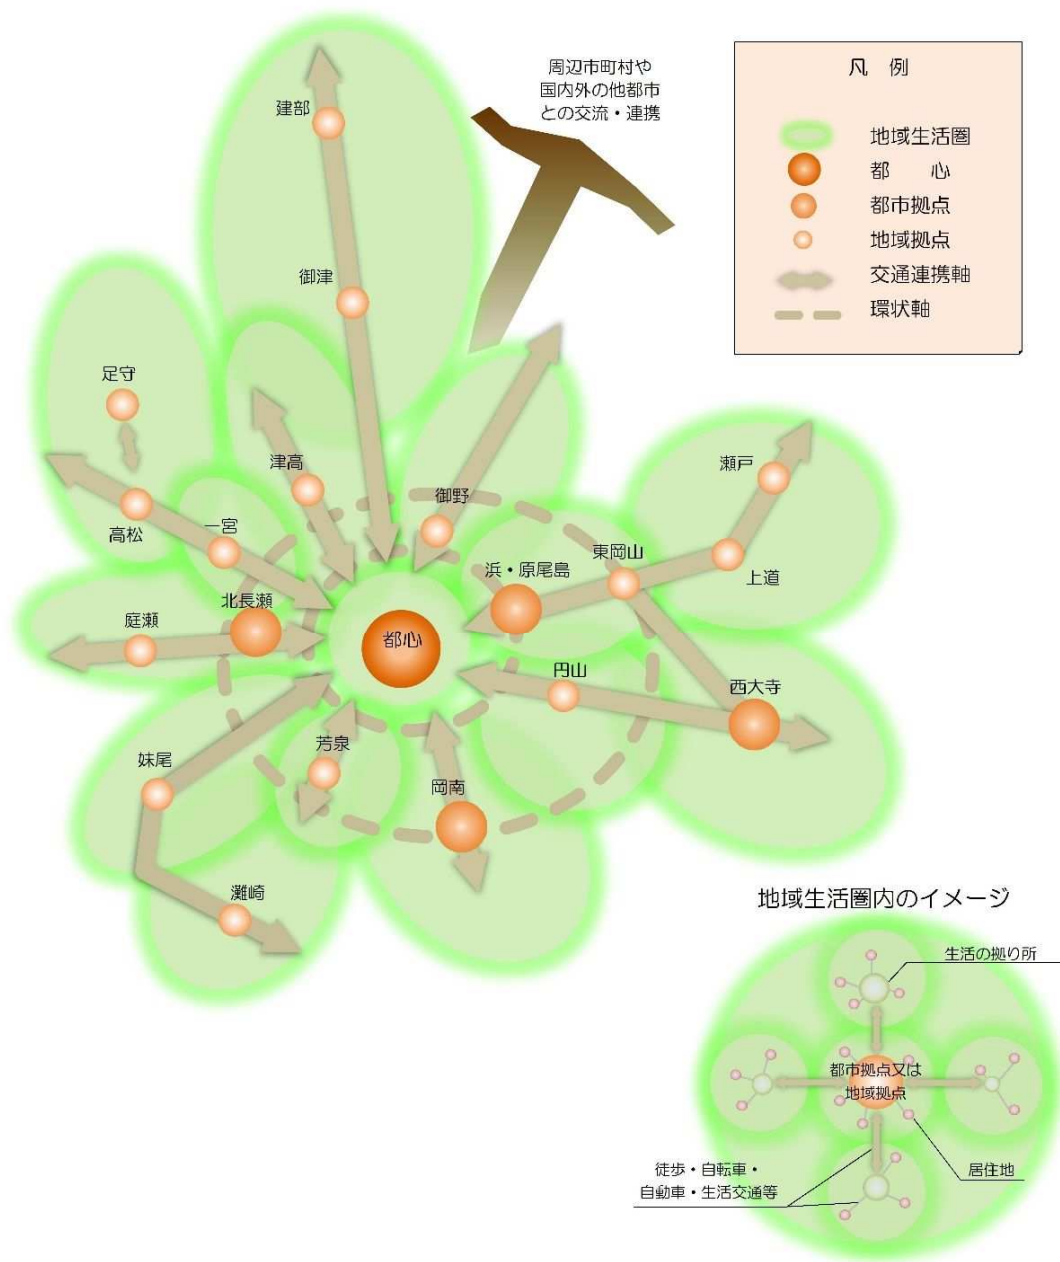 周辺市町村や
国内外の他都市
との交流・連携
凡 例
地域生活圏
都 心
都市拠点
地域拠点
交通連携軸
環状軸
建部
御津
足守
津高
御野
瀬戸
高松
一宮
浜・原尾島
東岡山
上道
北長瀬
庭瀬
都心
円山
西大寺
妹尾
芳泉
岡南
灘崎
地域生活圏内のイメージ
生活の拠り所
都市拠点又は
地域拠点
徒歩・自転車・
自動車・生活交通等
居住地